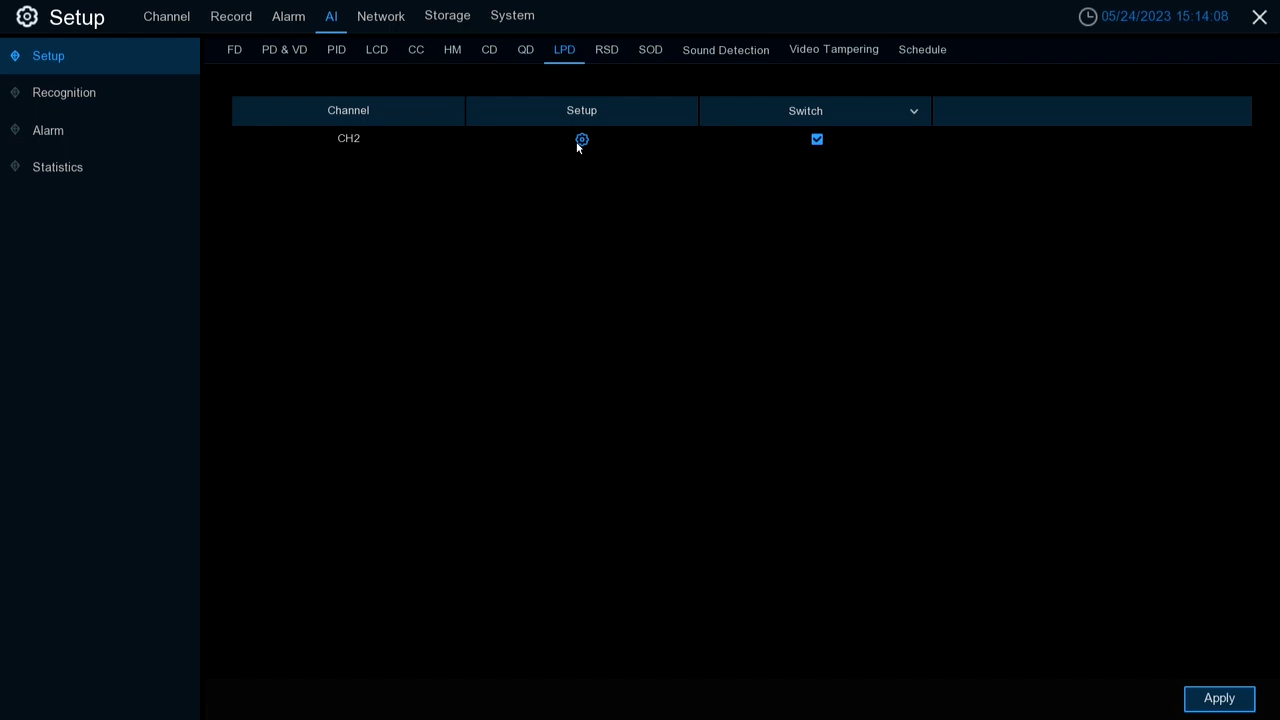 Setup Channel Record Alarm AI Network Storage System 05/24/2023 15:14:08
Setup
Recognition
Alarm
Statistics
FD PD & VD PID LCD CC HM CD QD LPD RSD SOD Sound Detection Video Tampering Schedule
Channel Setup Switch
CH2
Apply